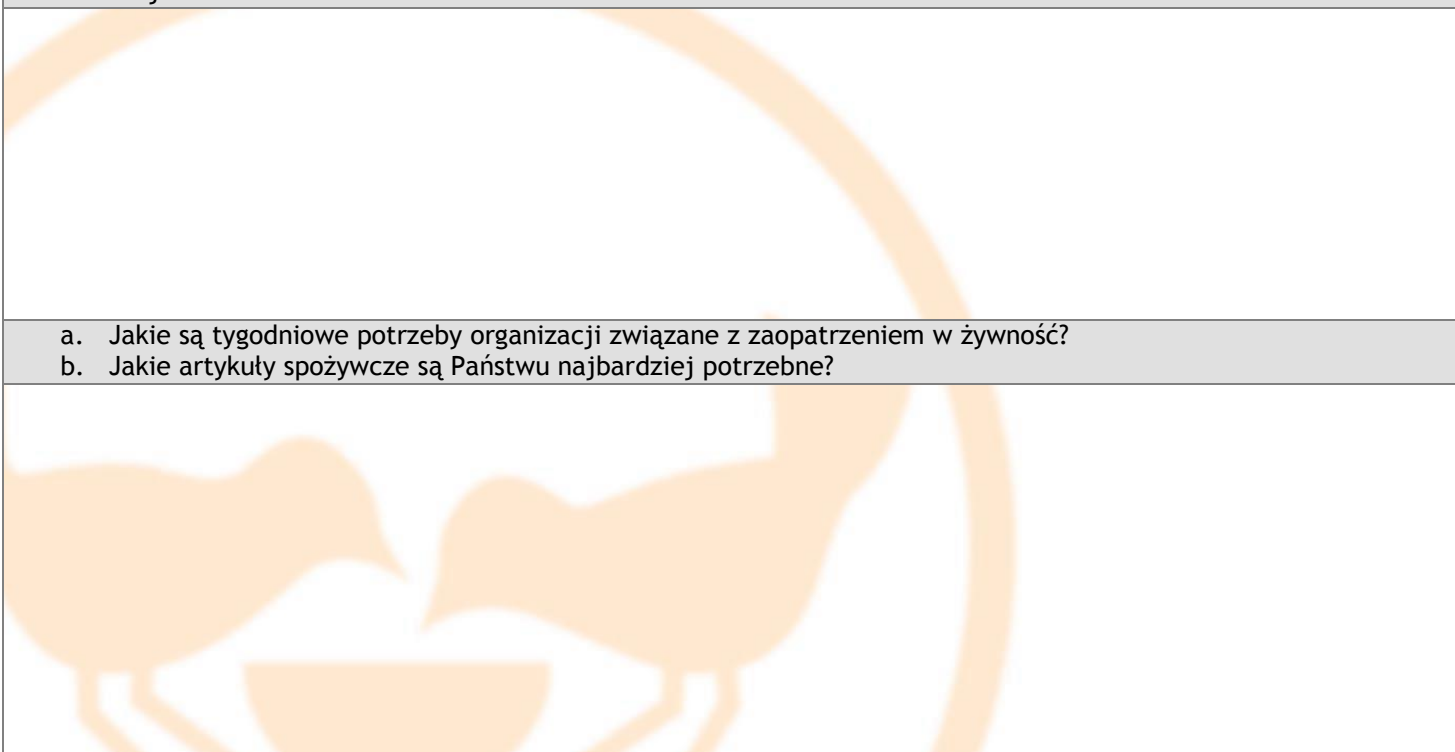 a. Jakie są tygodniowe potrzeby organizacji związane z zaopatrzeniem w żywność?
b. Jakie artykuły spożywcze są Państwu najbardziej potrzebne?